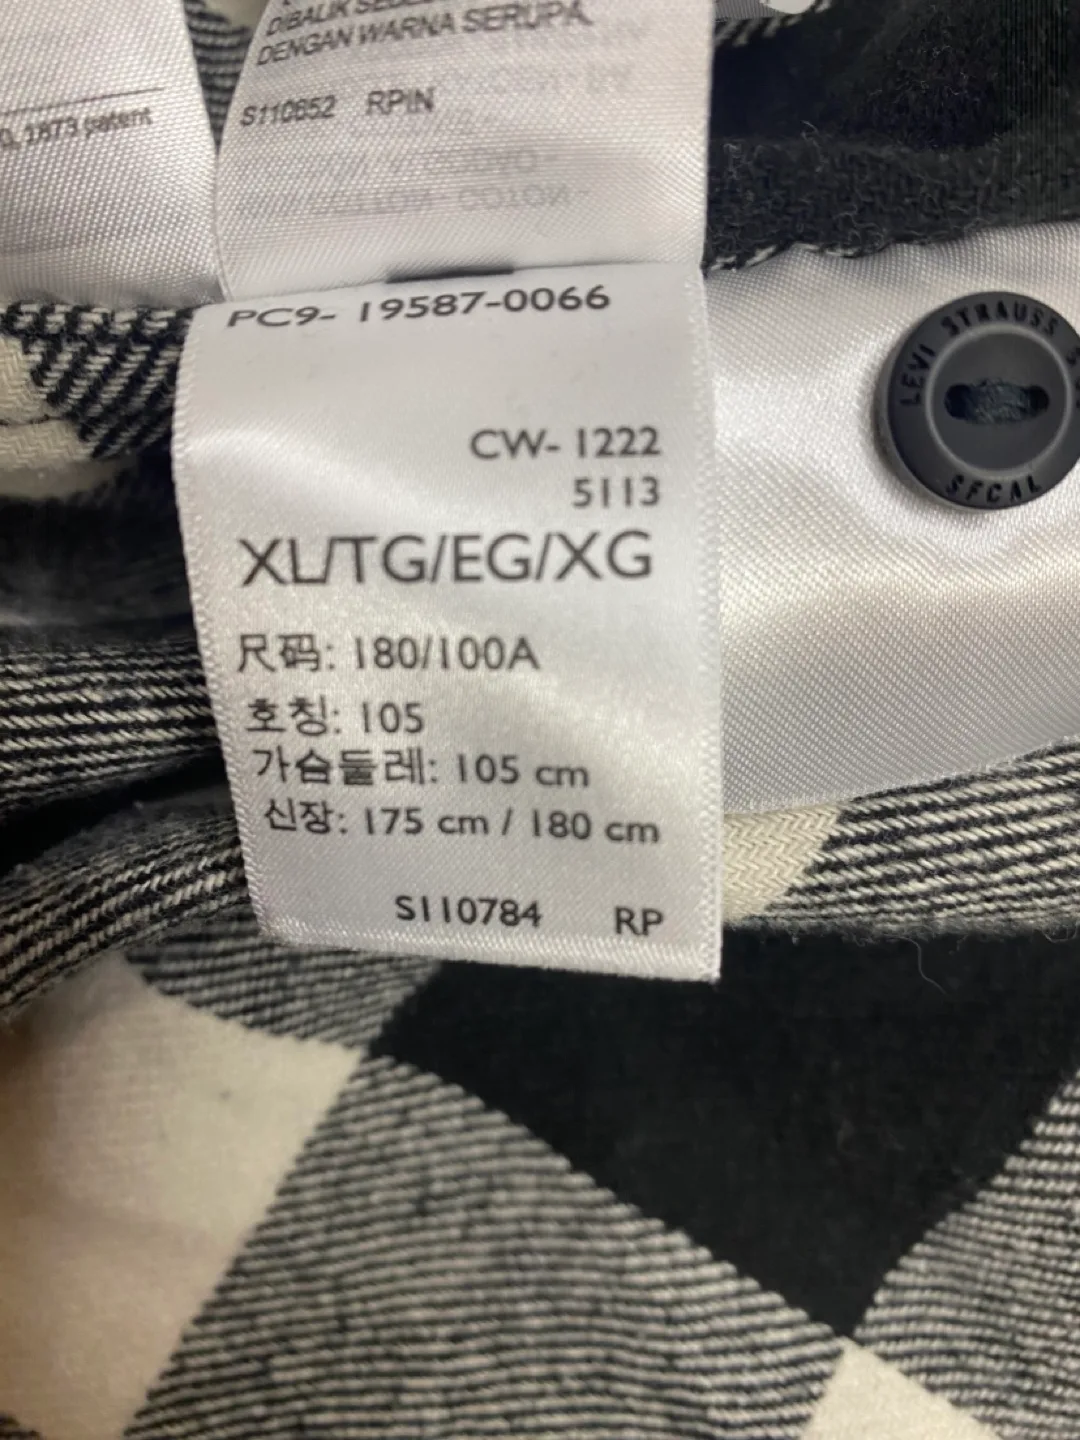 DIBALIK
DENGAN WARNA SERUPA
S110652 RPIN
1873 patent
PC9- 19587-0066
CW- 1222
5113
XL/TG/EG/XG
尺码: 180/100A
호칭: 105
가슴둘레: 105 cm
신장: 175 cm / 180 cm
S110784 RP
LEVI STRAUSS
SFCAL